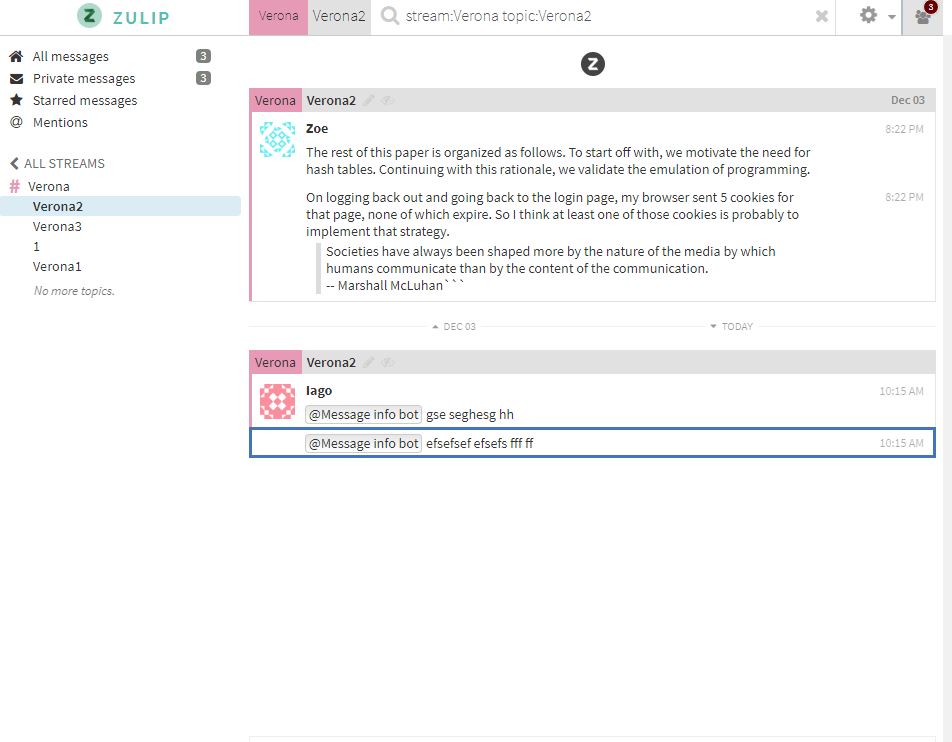 ZULIP
Verona Verona2 stream:Verona topic:Verona2 3
All messages 3
Private messages 3
Starred messages
@ Mentions
ALL STREAMS
# Verona
Verona2
Verona3
1
Verona1
No more topics.
Verona Verona2 Dec 03
Zoe 8:22 PM
The rest of this paper is organized as follows. To start off with, we motivate the need for
hash tables. Continuing with this rationale, we validate the emulation of programming.
On logging back out and going back to the login page, my browser sent 5 cookies for 8:22 PM
that page, none of which expire. So I think at least one of those cookies is probably to
implement that strategy.
Societies have always been shaped more by the nature of the media by which
humans communicate than by the content of the communication.
-- Marshall McLuhan```
DEC 03 TODAY
Verona Verona2
Iago 10:15 AM
@Message info bot gse seghesg hh
@Message info bot efsefsef efsefs fff ff 10:15 AM